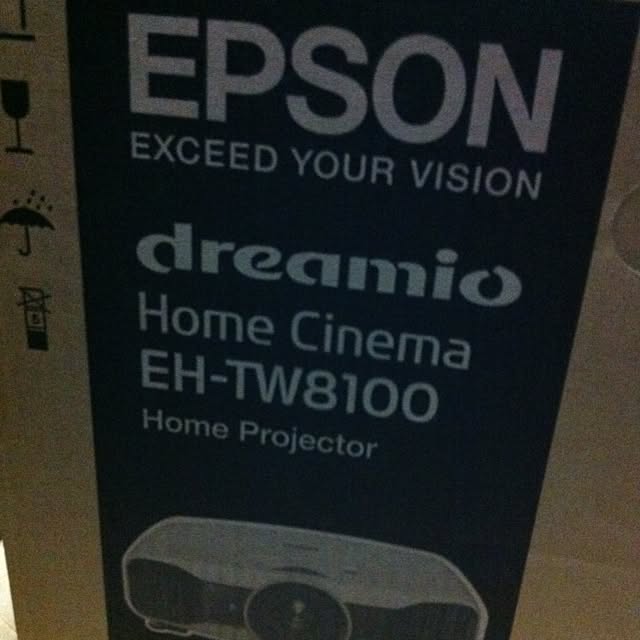 EPSON
EXCEED YOUR VISION
dreamio
Home Cinema
EH-TW8100
Home Projector